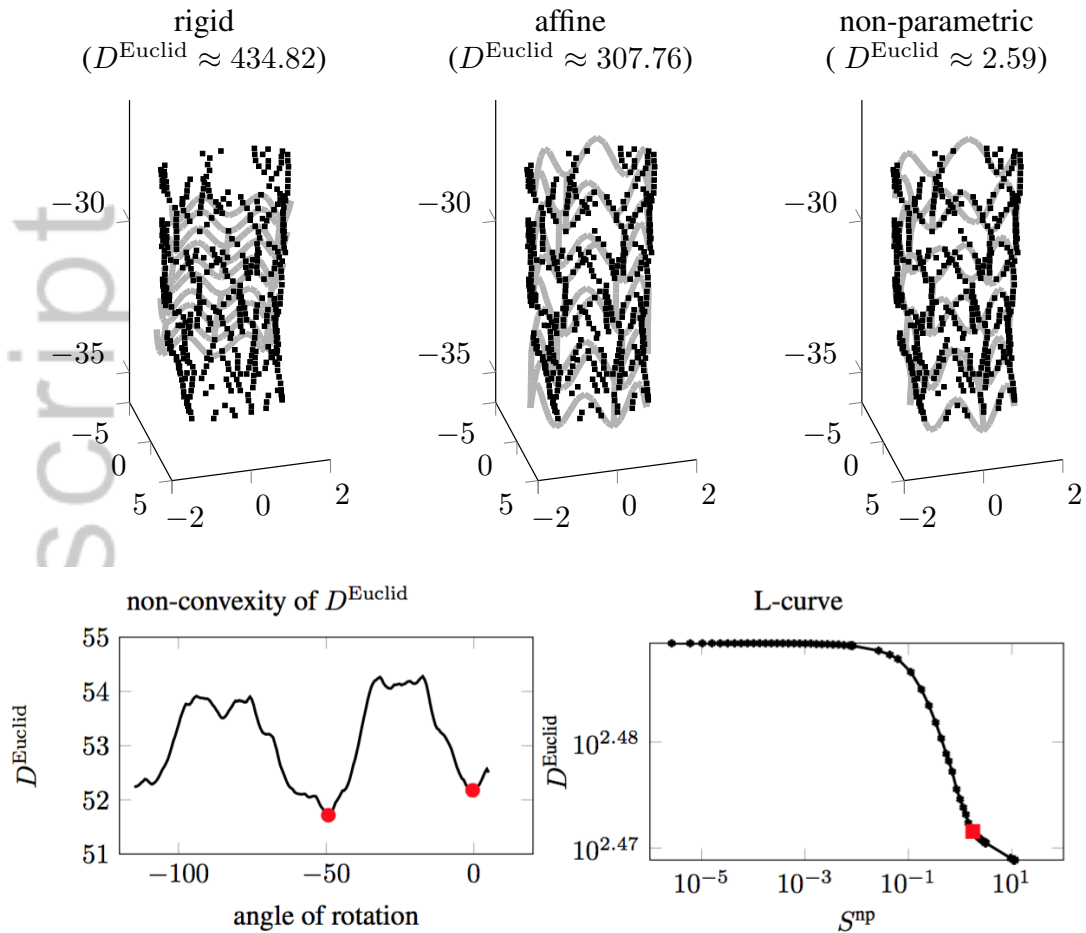 rigid
(D^Euclid ≈ 434.82)
affine
(D^Euclid ≈ 307.76)
non-parametric
( D^Euclid ≈ 2.59)
−30
−35
−5
0
5
−2
0
2
−30
−35
−5
0
5
−2
0
2
−30
−35
−5
0
5
−2
0
2
script
non-convexity of D^Euclid
55
54
53
52
51
D^Euclid
−100
−50
0
angle of rotation
L-curve
D^Euclid
10^2.48
10^2.47
10^−5
10^−3
10^−1
10^1
S^np